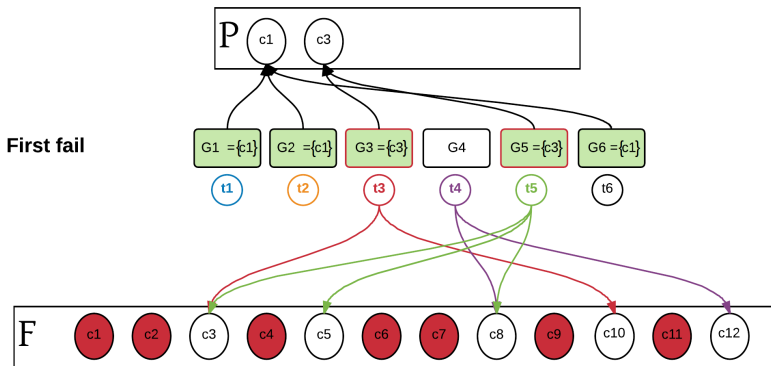 P c1 c3
First fail G1 ={c1} G2 ={c1} G3 ={c3} G4 G5 ={c3} G6 ={c1}
t1 t2 t3 t4 t5 t6
F c1 c2 c3 c4 c5 c6 c7 c8 c9 c10 c11 c12